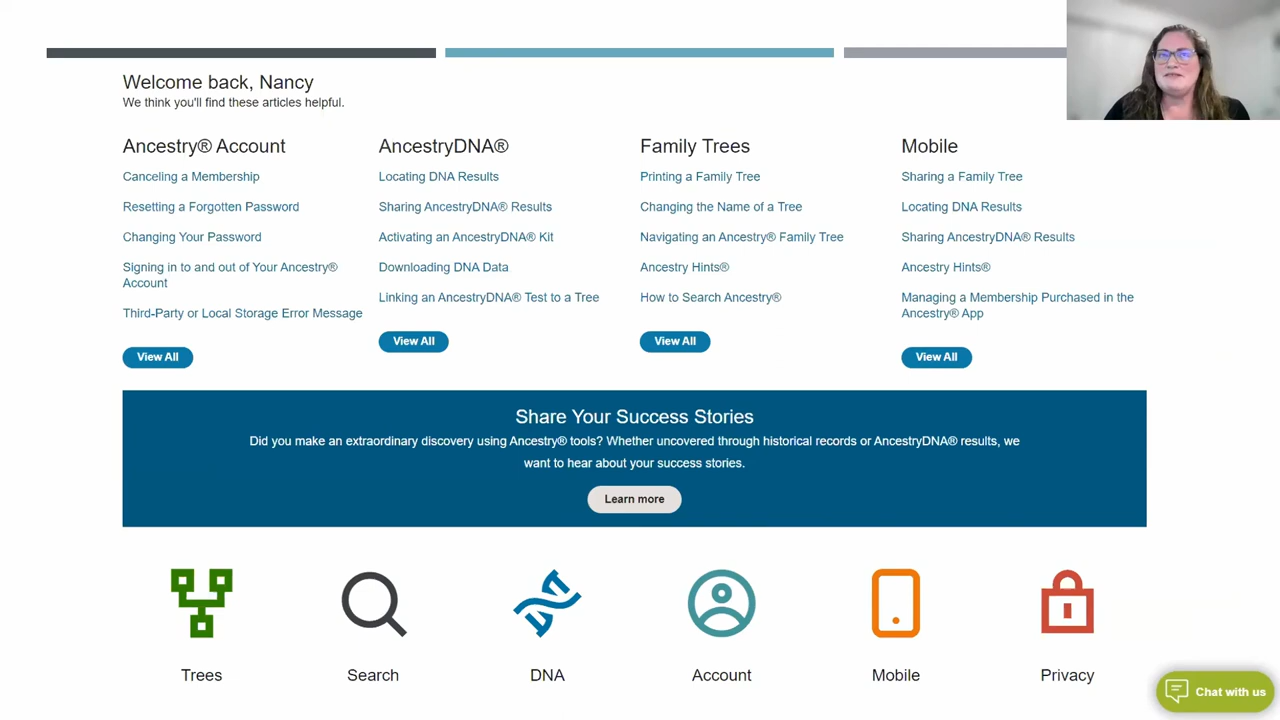 Welcome back, Nancy
We think you'll find these articles helpful.
Ancestry® Account
Canceling a Membership
Resetting a Forgotten Password
Changing Your Password
Signing in to and out of Your Ancestry®
Account
Third-Party or Local Storage Error Message
View All
AncestryDNA®
Locating DNA Results
Sharing AncestryDNA® Results
Activating an AncestryDNA® Kit
Downloading DNA Data
Linking an AncestryDNA® Test to a Tree
View All
Family Trees
Printing a Family Tree
Changing the Name of a Tree
Navigating an Ancestry® Family Tree
Ancestry Hints®
How to Search Ancestry®
View All
Mobile
Sharing a Family Tree
Locating DNA Results
Sharing AncestryDNA® Results
Ancestry Hints®
Managing a Membership Purchased in the
Ancestry® App
View All
Share Your Success Stories
Did you make an extraordinary discovery using Ancestry® tools? Whether uncovered through historical records or AncestryDNA® results, we
want to hear about your success stories.
Learn more
Trees
Search
DNA
Account
Mobile
Privacy
Chat with us